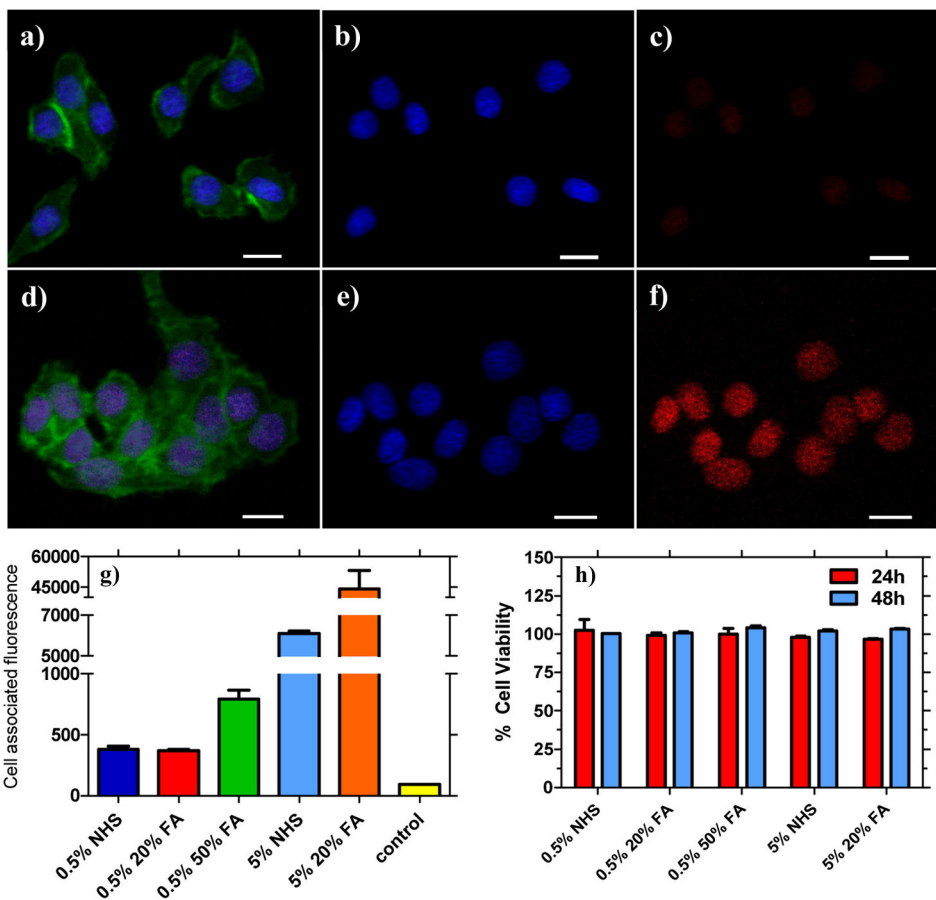 a)
b)
c)
d)
e)
f)
g)
Cell associated fluorescence
60000
45000
7000
5000
1000
500
0
0.5% NHS
0.5% 20% FA
0.5% 50% FA
5% NHS
5% 20% FA
control
h)
24h
48h
% Cell Viability
150
125
100
75
50
25
0
0.5% NHS
0.5% 20% FA
0.5% 50% FA
5% NHS
5% 20% FA